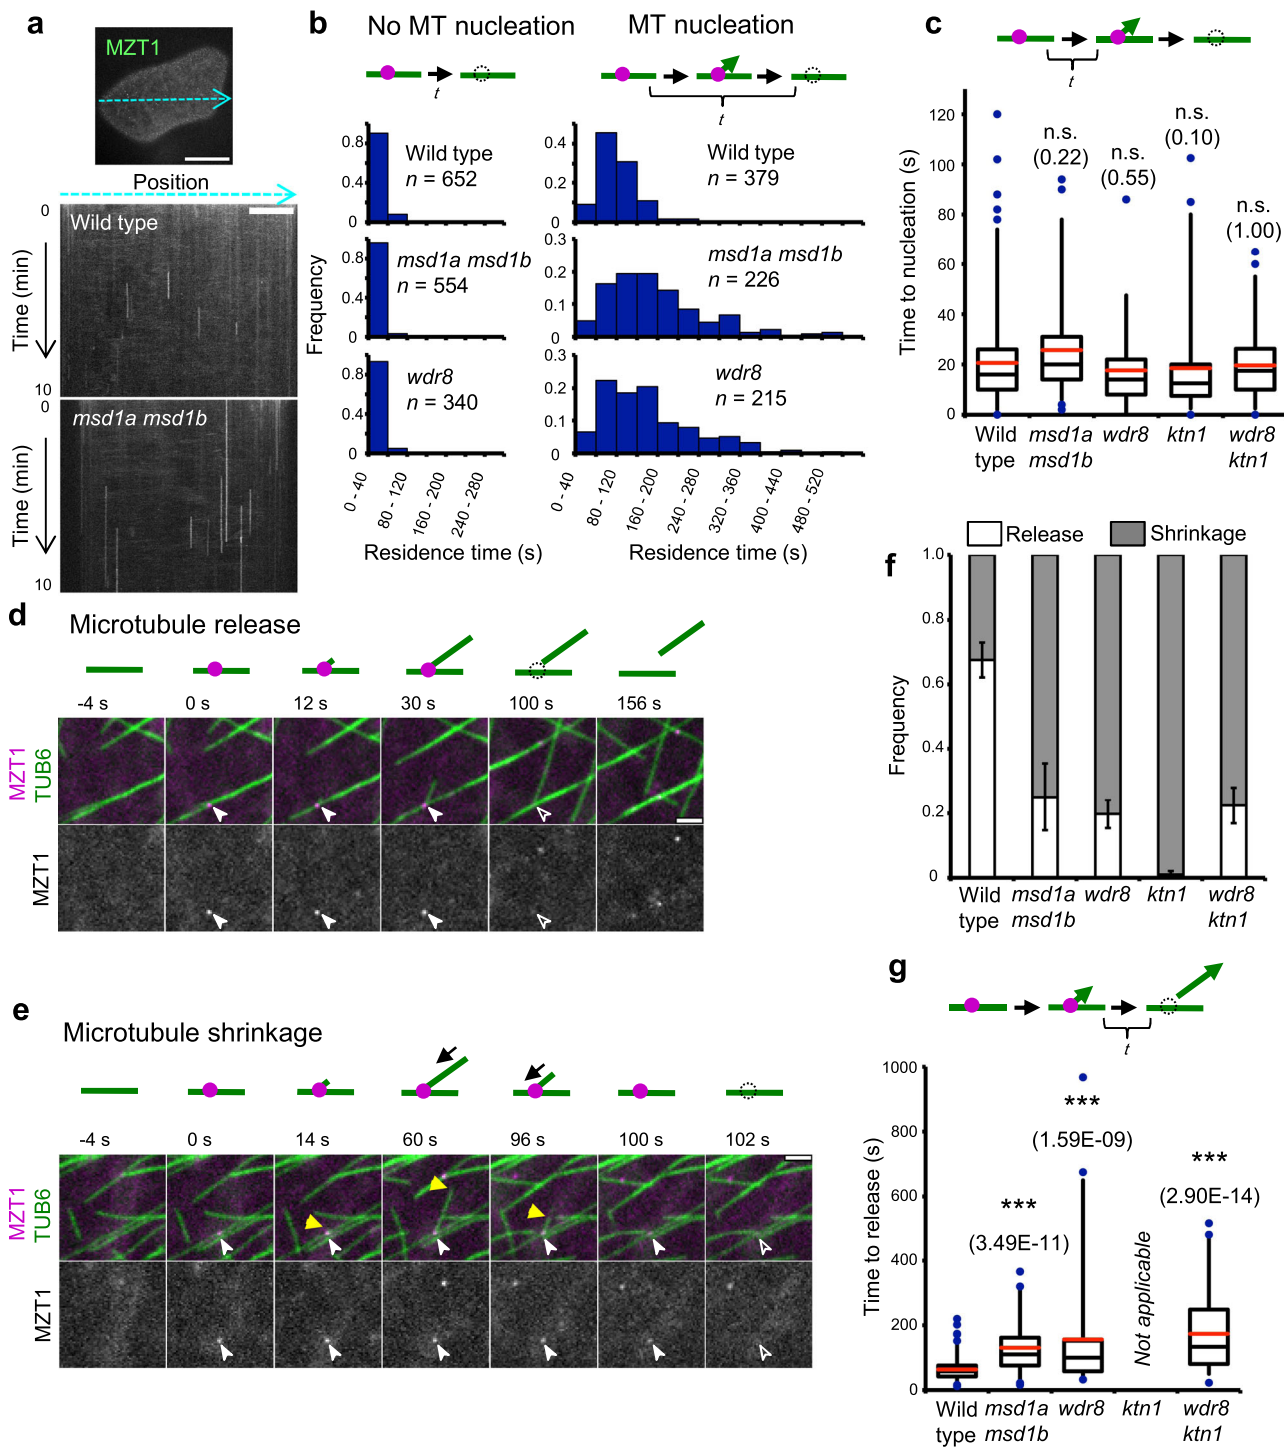 a
MZT1
Position
0
Wild type
Time (min)
10
0
msd1a msd1b
Time (min)
10
b
No MT nucleation
MT nucleation
t
t
Frequency
0.8
0.4
0
Wild type
n = 652
0.8
0.4
0
msd1a msd1b
n = 554
0.8
0.4
0
wdr8
n = 340
0 - 40
80 - 120
160 - 200
240 - 280
Residence time (s)
0.4
0.2
0
Wild type
n = 379
0.3
0.2
0.1
0
msd1a msd1b
n = 226
0.3
0.2
0.1
0
wdr8
n = 215
0 - 40
80 - 120
160 - 200
240 - 280
320 - 360
400 - 440
480 - 520
Residence time (s)
c
t
Time to nucleation (s)
120
100
80
60
40
20
0
n.s.
(0.22)
n.s.
(0.55)
n.s.
(0.10)
n.s.
(1.00)
Wild
type
msd1a
msd1b
wdr8
ktn1
wdr8
ktn1
d
Microtubule release
-4 s
0 s
12 s
30 s
100 s
156 s
MZT1
TUB6
MZT1
e
Microtubule shrinkage
-4 s
0 s
14 s
60 s
96 s
100 s
102 s
MZT1
TUB6
MZT1
f
Release
Shrinkage
Frequency
1.0
0.8
0.6
0.4
0.2
0
Wild
type
msd1a
msd1b
wdr8
ktn1
wdr8
ktn1
g
t
Time to release (s)
1000
800
600
400
200
0
***
(3.49E-11)
***
(1.59E-09)
Not applicable
***
(2.90E-14)
Wild
type
msd1a
msd1b
wdr8
ktn1
wdr8
ktn1